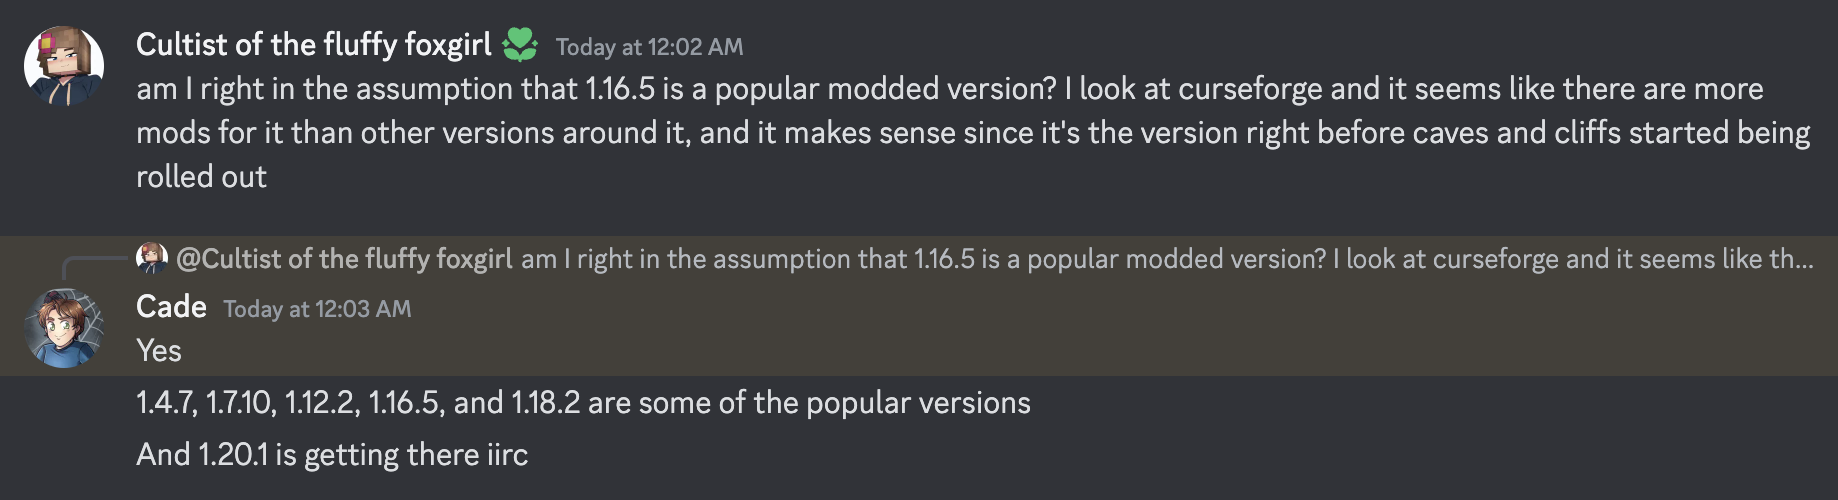 Cultist of the fluffy foxgirl Today at 12:02 AM
am I right in the assumption that 1.16.5 is a popular modded version? I look at curseforge and it seems like there are more
mods for it than other versions around it, and it makes sense since it's the version right before caves and cliffs started being
rolled out
@Cultist of the fluffy foxgirl am I right in the assumption that 1.16.5 is a popular modded version? I look at curseforge and it seems like th...
Cade Today at 12:03 AM
Yes
1.4.7, 1.7.10, 1.12.2, 1.16.5, and 1.18.2 are some of the popular versions
And 1.20.1 is getting there iirc